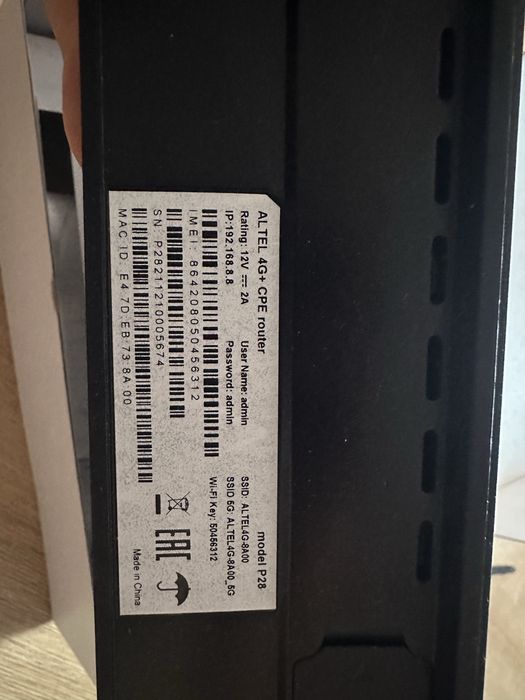 ALTEL 4G+ CPE router model P28
Rating: 12V ⎓ 2A User Name: admin SSID: ALTEL4G-8A00
IP:192.168.8.8 Password: admin SSID 5G: ALTEL4G-8A00_5G
Wi-Fi Key: 50456312
IMEI: 864208050456312
SN: P28211210005674
MAC ID: E4:7D:EB:73:8A:00
EAC
Made in China